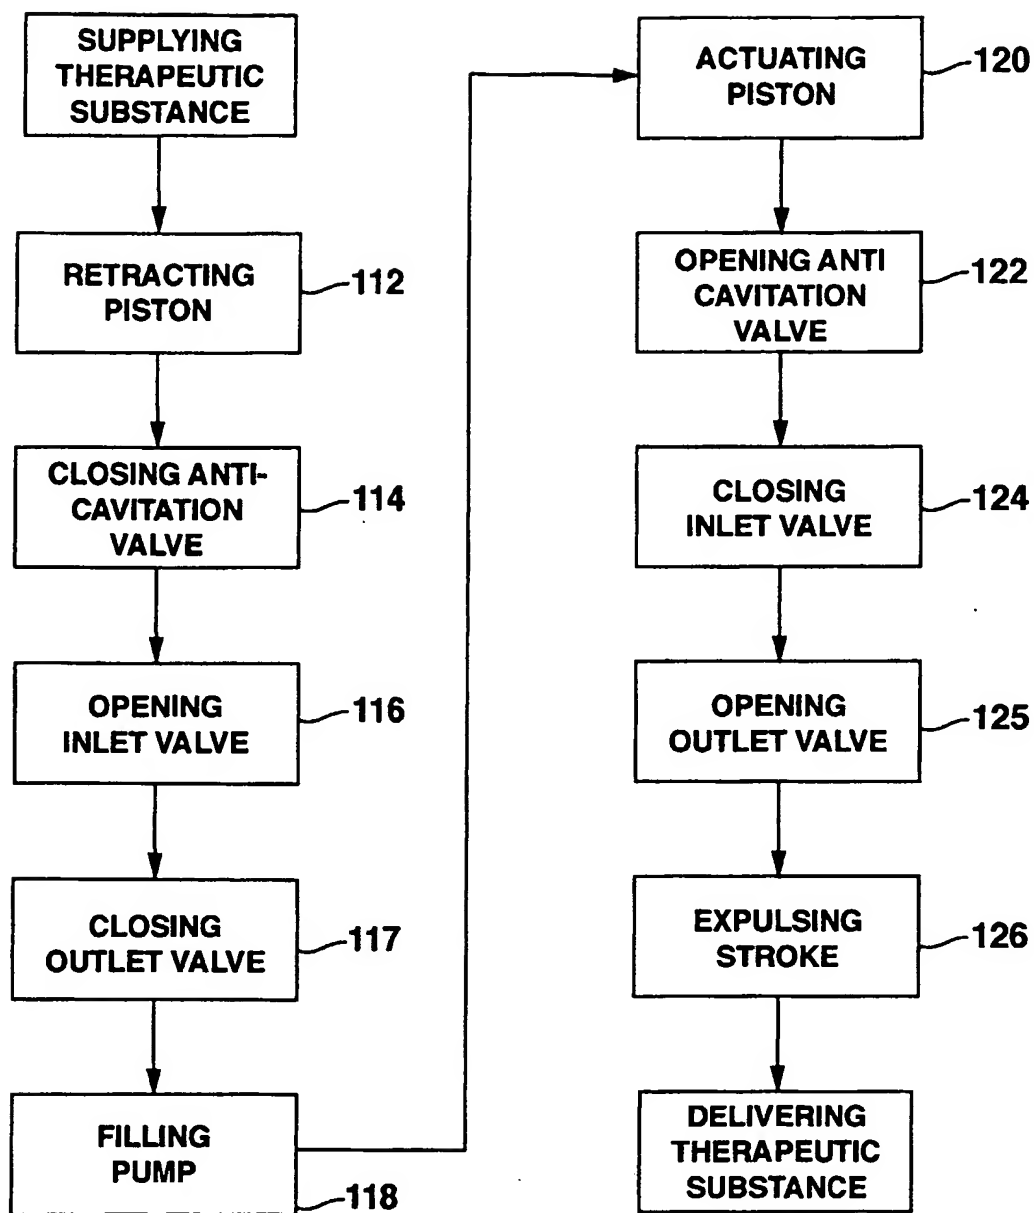 SUPPLYING
THERAPEUTIC
SUBSTANCE
RETRACTING
PISTON
112
CLOSING ANTI-
CAVITATION
VALVE
114
OPENING
INLET VALVE
116
CLOSING
OUTLET VALVE
117
FILLING
PUMP
118
ACTUATING
PISTON
120
OPENING ANTI
CAVITATION
VALVE
122
CLOSING
INLET VALVE
124
OPENING
OUTLET VALVE
125
EXPULSING
STROKE
126
DELIVERING
THERAPEUTIC
SUBSTANCE